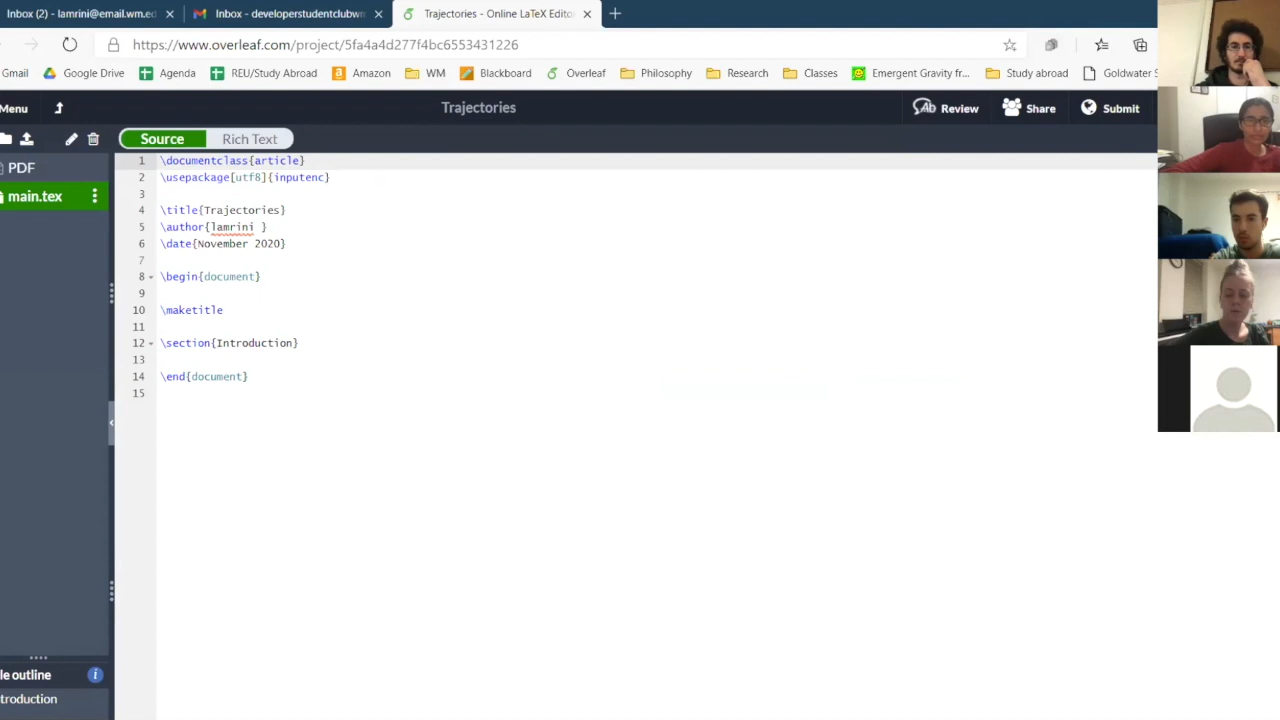 Inbox (2) - lamrini@email.wm.ed
Inbox - developerstudentclubwm
Trajectories - Online LaTeX Edito
https://www.overleaf.com/project/5fa4a4d277f4bc6553431226
Gmail Google Drive Agenda REU/Study Abroad Amazon WM Blackboard Overleaf Philosophy Research Classes Emergent Gravity fr... Study abroad Goldwater S
Menu Trajectories Review Share Submit
Source Rich Text
PDF
main.tex
1 \documentclass{article}
2 \usepackage[utf8]{inputenc}
3
4 \title{Trajectories}
5 \author{lamrini }
6 \date{November 2020}
7
8 \begin{document}
9
10 \maketitle
11
12 \section{Introduction}
13
14 \end{document}
15
le outline
troduction